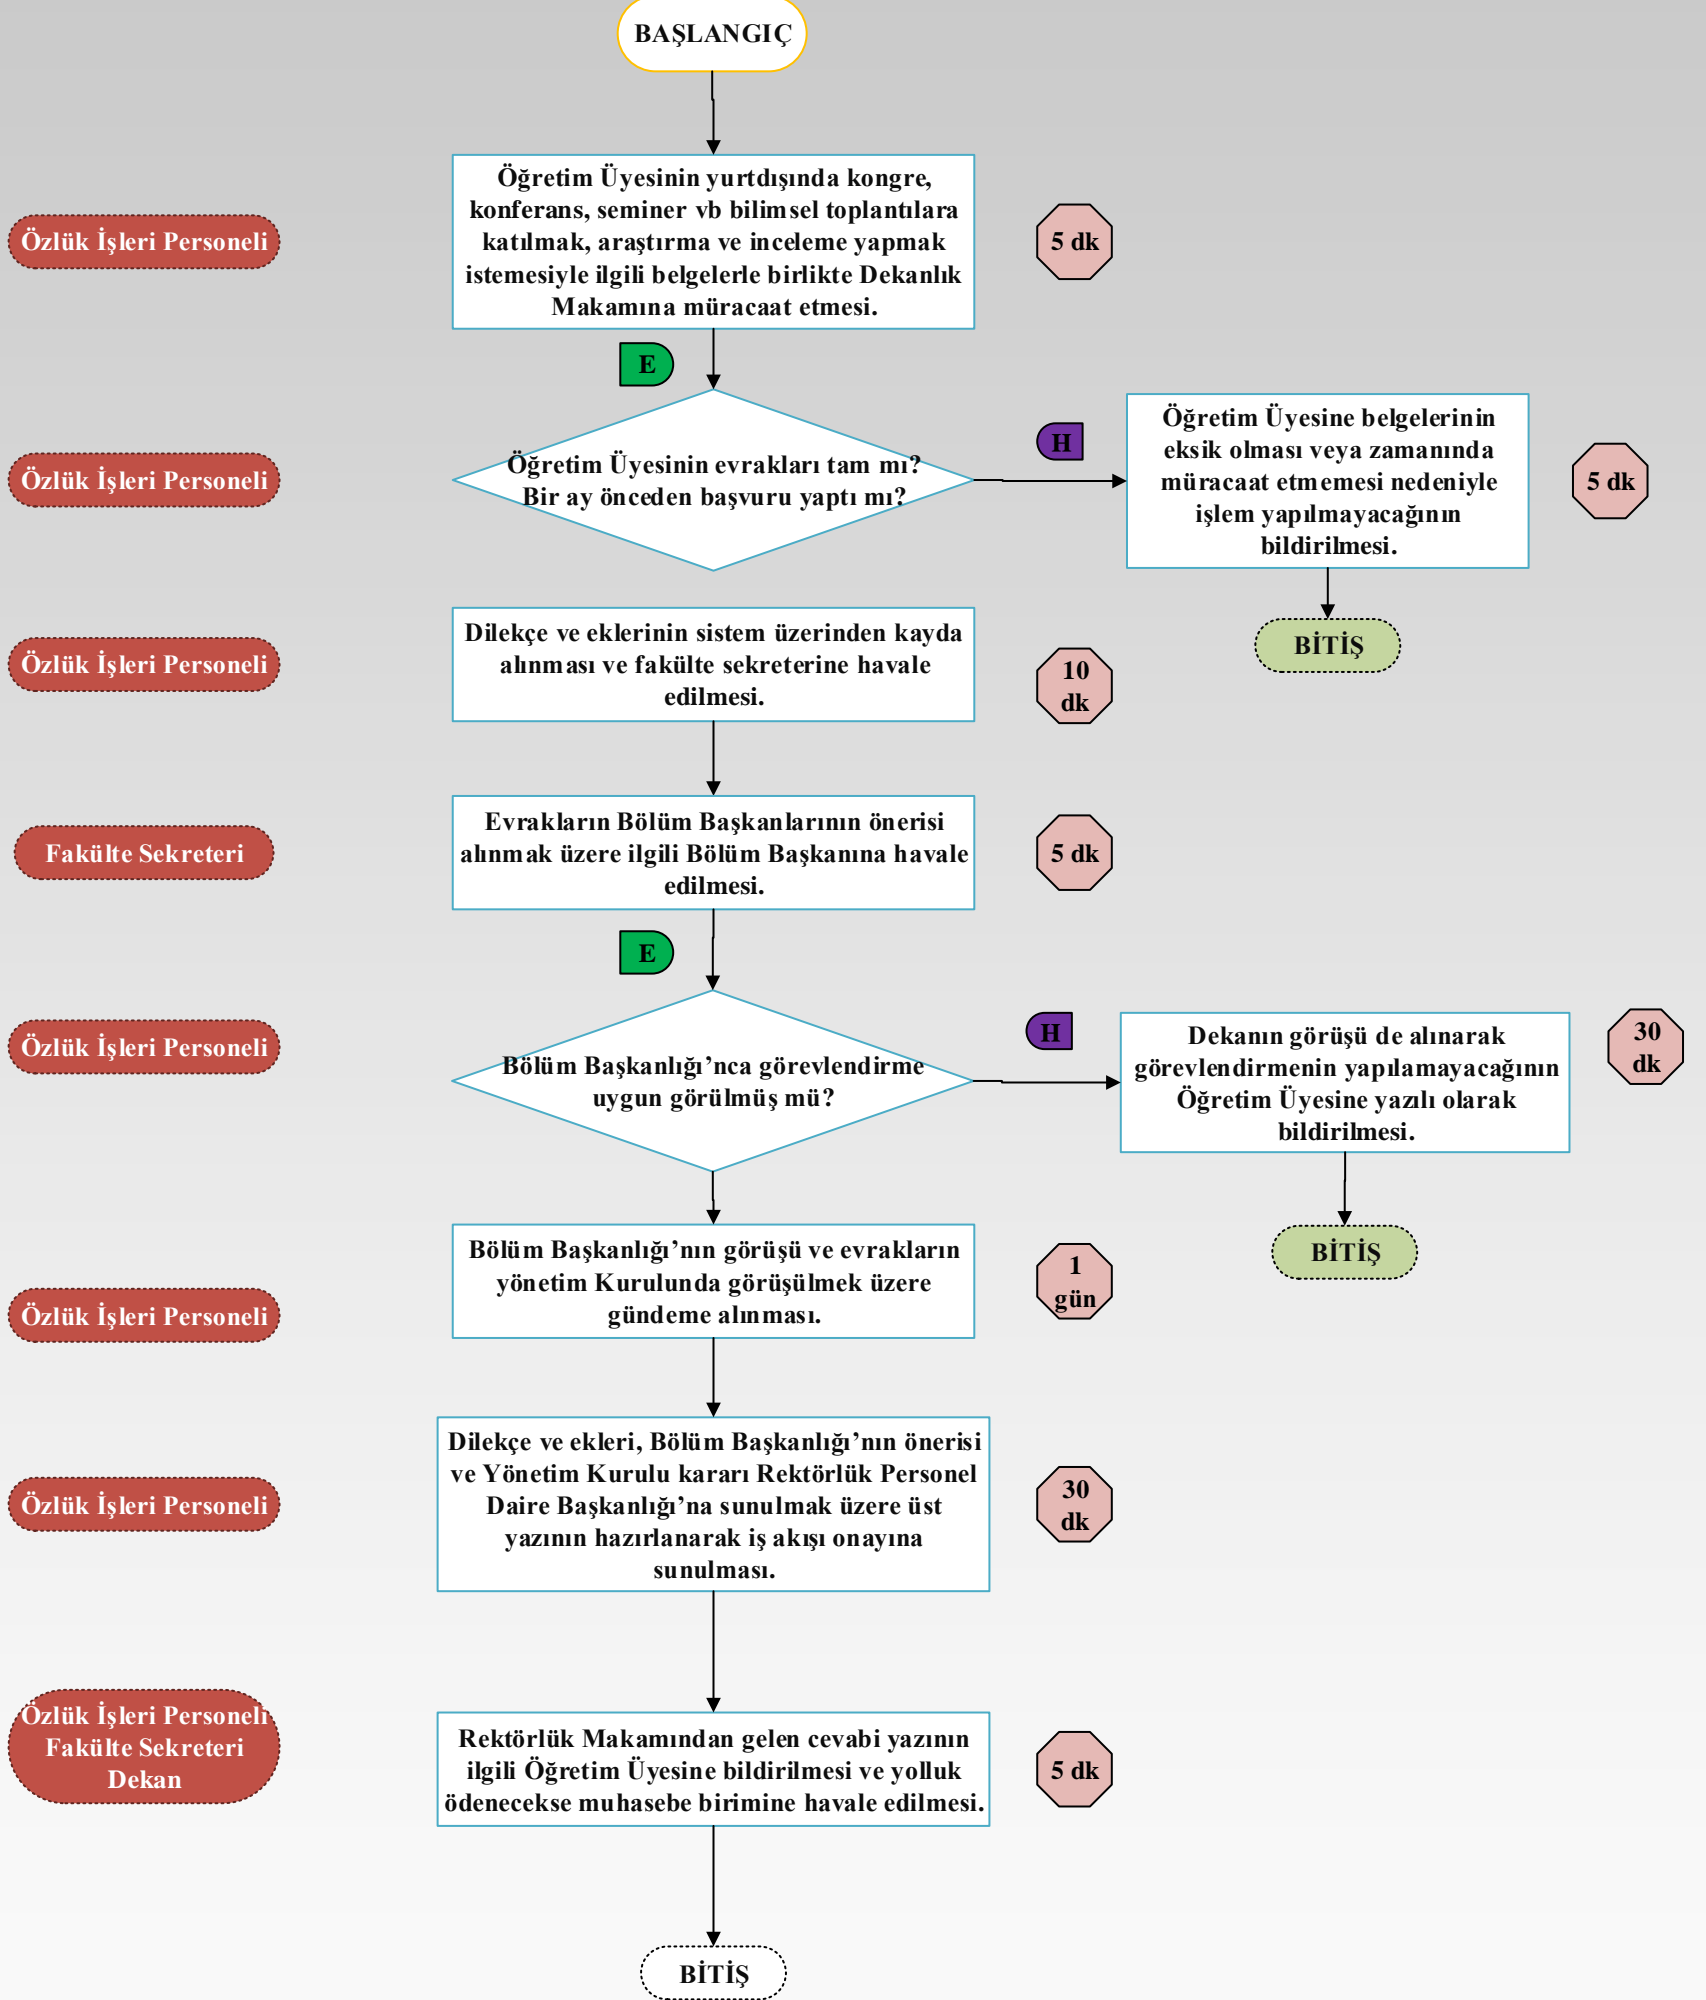 BAŞLANGIÇ
Özlük İşleri Personeli
Öğretim Üyesinin yurtdışında kongre,
konferans, seminer vb bilimsel toplantılara
katılmak, araştırma ve inceleme yapmak
istemesiyle ilgili belgelerle birlikte Dekanlık
Makamına müracaat etmesi.
5 dk
E
Özlük İşleri Personeli
Öğretim Üyesinin evrakları tam mı?
Bir ay önceden başvuru yaptı mı?
H
Öğretim Üyesine belgelerinin
eksik olması veya zamanında
müracaat etmemesi nedeniyle
işlem yapılmayacağının
bildirilmesi.
5 dk
BİTİŞ
Özlük İşleri Personeli
Dilekçe ve eklerinin sistem üzerinden kayda
alınması ve fakülte sekreterine havale
edilmesi.
10
dk
Fakülte Sekreteri
Evrakların Bölüm Başkanlarının önerisi
alınmak üzere ilgili Bölüm Başkanına havale
edilmesi.
5 dk
E
Özlük İşleri Personeli
Bölüm Başkanlığı’nca görevlendirme
uygun görülmüş mü?
H
Dekanın görüşü de alınarak
görevlendirmenin yapılamayacağının
Öğretim Üyesine yazılı olarak
bildirilmesi.
30
dk
BİTİŞ
Özlük İşleri Personeli
Bölüm Başkanlığı’nın görüşü ve evrakların
yönetim Kurulunda görüşülmek üzere
gündeme alınması.
1
gün
Özlük İşleri Personeli
Dilekçe ve ekleri, Bölüm Başkanlığı’nın önerisi
ve Yönetim Kurulu kararı Rektörlük Personel
Daire Başkanlığı’na sunulmak üzere üst
yazının hazırlanarak iş akışı onayına
sunulması.
30
dk
Özlük İşleri Personeli
Fakülte Sekreteri
Dekan
Rektörlük Makamından gelen cevabi yazının
ilgili Öğretim Üyesine bildirilmesi ve yolluk
ödenecekse muhasebe birimine havale edilmesi.
5 dk
BİTİŞ